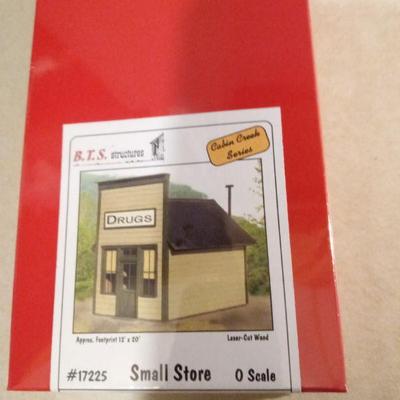 B.T.S. structures
Cabin Creek
Series
DRUGS
Approx. Footprint 12' x 20'
Laser-Cut Wood
#17225 Small Store O Scale